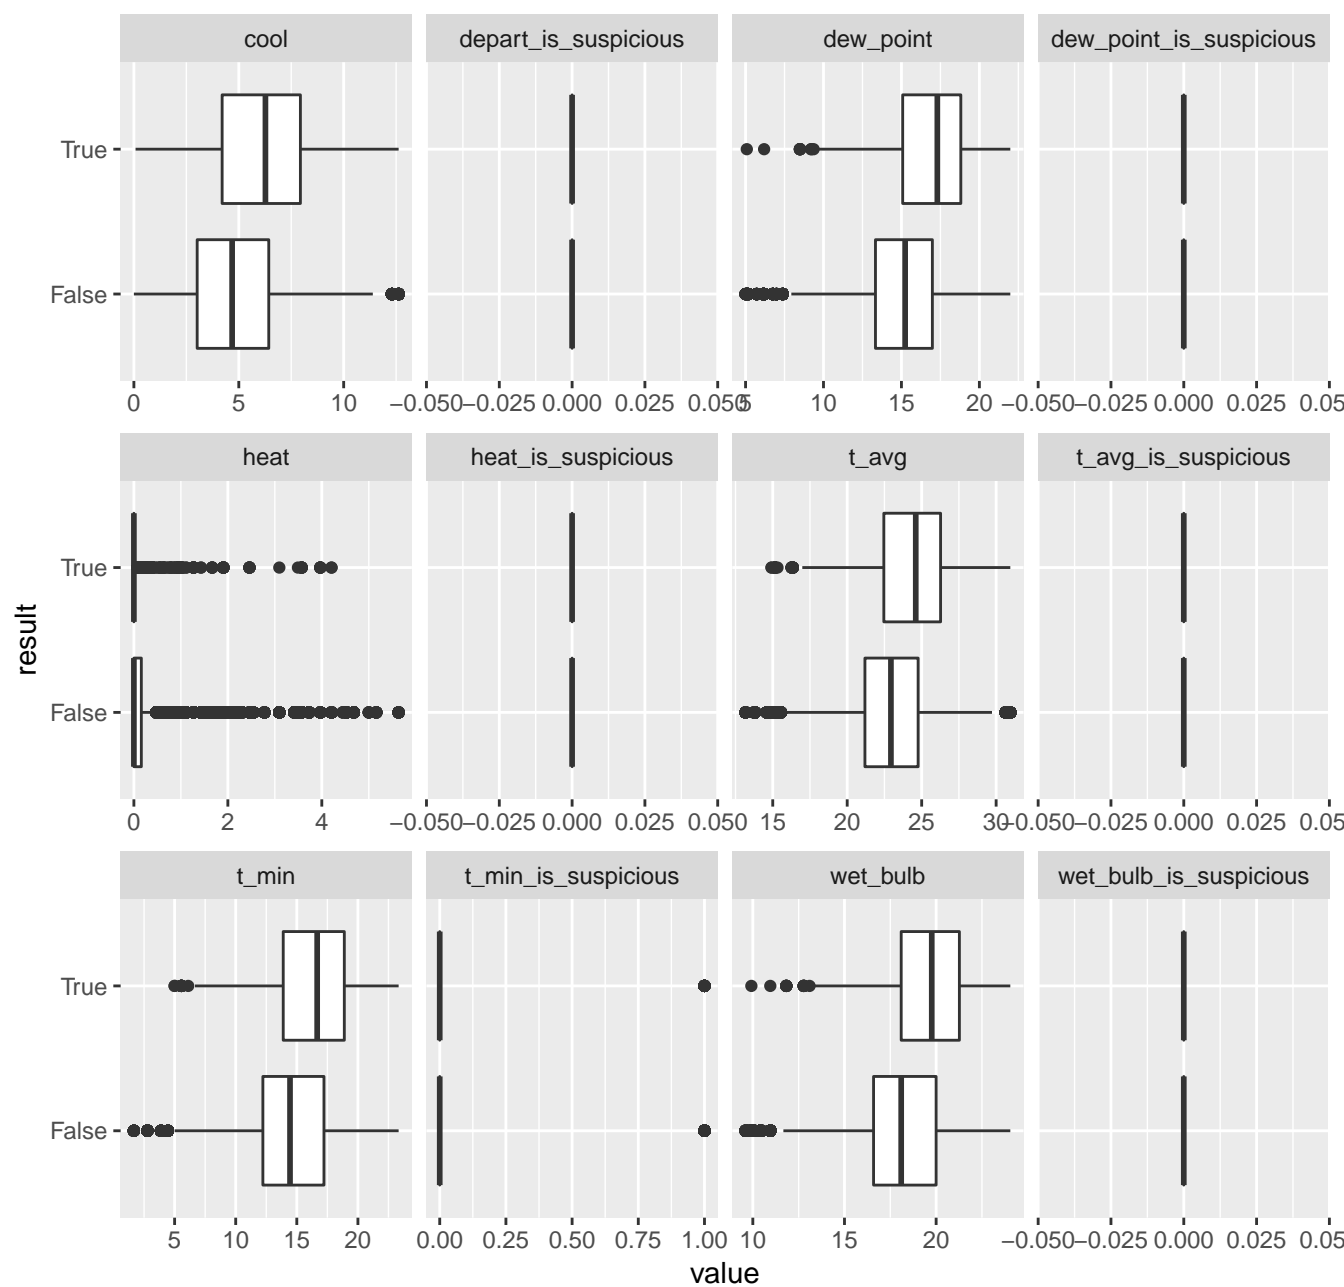 cool depart_is_suspicious dew_point dew_point_is_suspicious
True
False
0 5 10 −0.050 −0.025 0.000 0.025 0.050 5 10 15 20 −0.050 −0.025 0.000 0.025 0.05
heat heat_is_suspicious t_avg t_avg_is_suspicious
True
False
0 2 4 −0.050 −0.025 0.000 0.025 0.050 15 20 25 30 −0.050 −0.025 0.000 0.025 0.05
t_min t_min_is_suspicious wet_bulb wet_bulb_is_suspicious
True
False
5 10 15 20 0.00 0.25 0.50 0.75 1.00 10 20 −0.050 −0.025 0.000 0.025 0.05
result
value